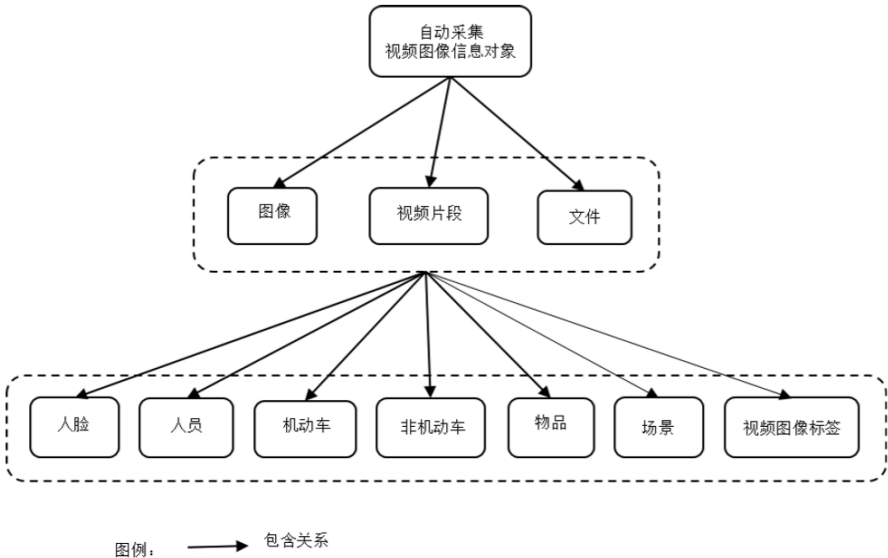 自动采集
视频图像信息对象
图像
视频片段
文件
人脸
人员
机动车
非机动车
物品
场景
视频图像标签
图例：
包含关系